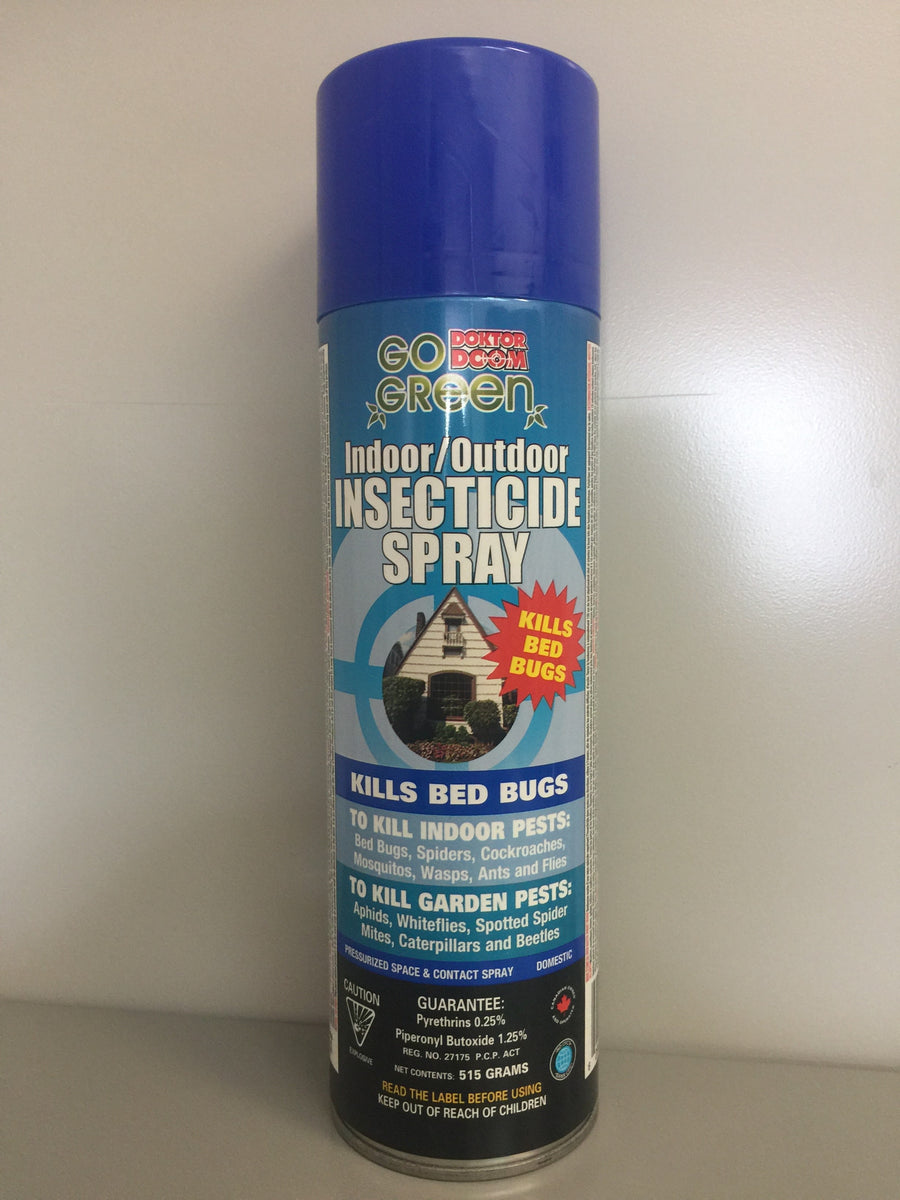 GO DOKTOR
DOOM
GReen
Indoor/Outdoor
INSECTICIDE
SPRAY
KILLS
BED
BUGS
KILLS BED BUGS
TO KILL INDOOR PESTS:
Bed Bugs, Spiders, Cockroaches,
Mosquitos, Wasps, Ants and Flies
TO KILL GARDEN PESTS:
Aphids, Whiteflies, Spotted Spider
Mites, Caterpillars and Beetles
PRESSURIZED SPACE & CONTACT SPRAY DOMESTIC
CAUTION
EXPLOSIVE
GUARANTEE:
Pyrethrins 0.25%
Piperonyl Butoxide 1.25%
REG. NO. 27175 P.C.P. ACT
NET CONTENTS: 515 GRAMS
READ THE LABEL BEFORE USING
KEEP OUT OF REACH OF CHILDREN